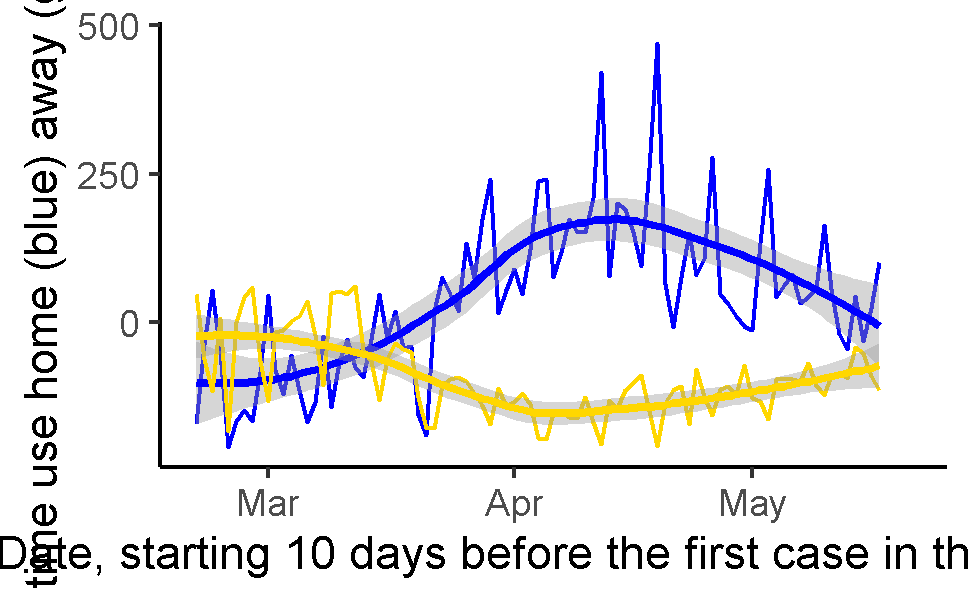 time use home (blue) away (
500
250
0
Mar Apr May
Date, starting 10 days before the first case in th